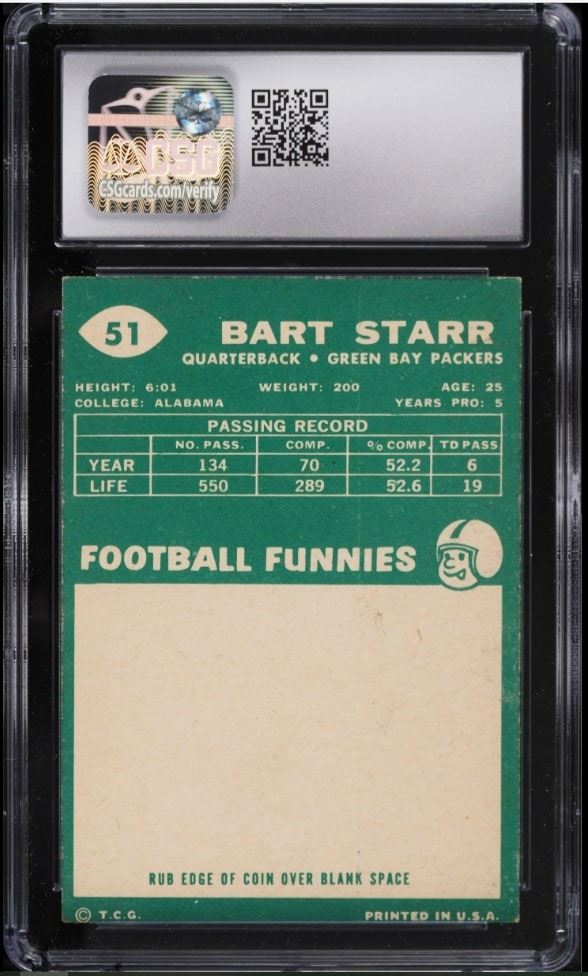 CSG
CSGcards.com/verify
51
BART STARR
QUARTERBACK • GREEN BAY PACKERS
HEIGHT: 6:01 WEIGHT: 200 AGE: 25
COLLEGE: ALABAMA YEARS PRO: 5
PASSING RECORD
NO. PASS. COMP. % COMP. TD PASS
YEAR 134 70 52.2 6
LIFE 550 289 52.6 19
FOOTBALL FUNNIES
RUB EDGE OF COIN OVER BLANK SPACE
© T.C.G. PRINTED IN U.S.A.